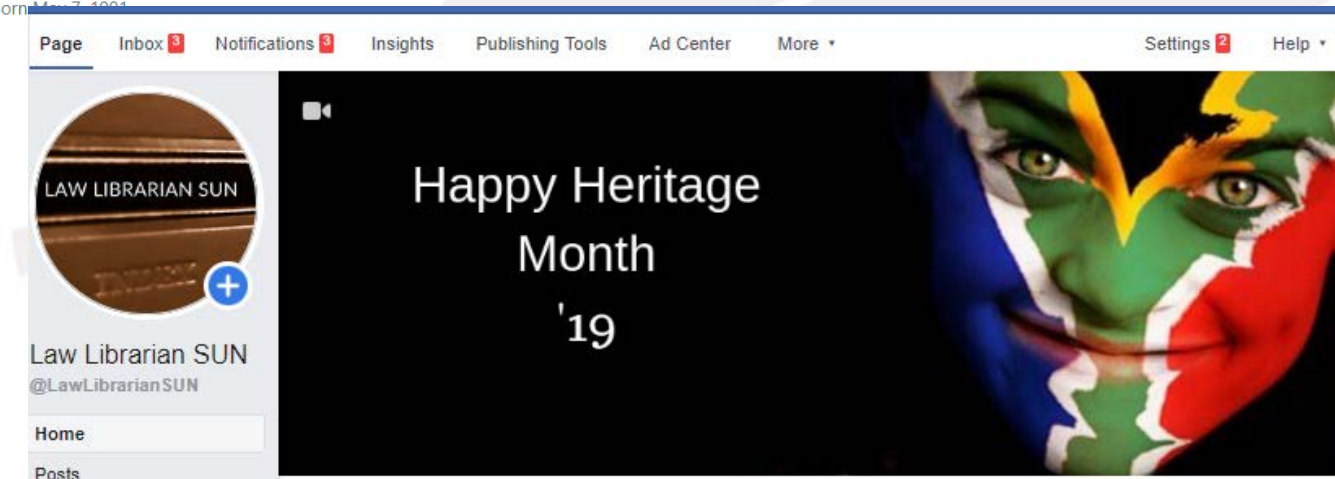 Page Inbox 3 Notifications 3 Insights Publishing Tools Ad Center More Settings 2 Help
LAW LIBRARIAN SUN
INDEX
Happy Heritage
Month
'19
Law Librarian SUN
@LawLibrarianSUN
Home
Posts